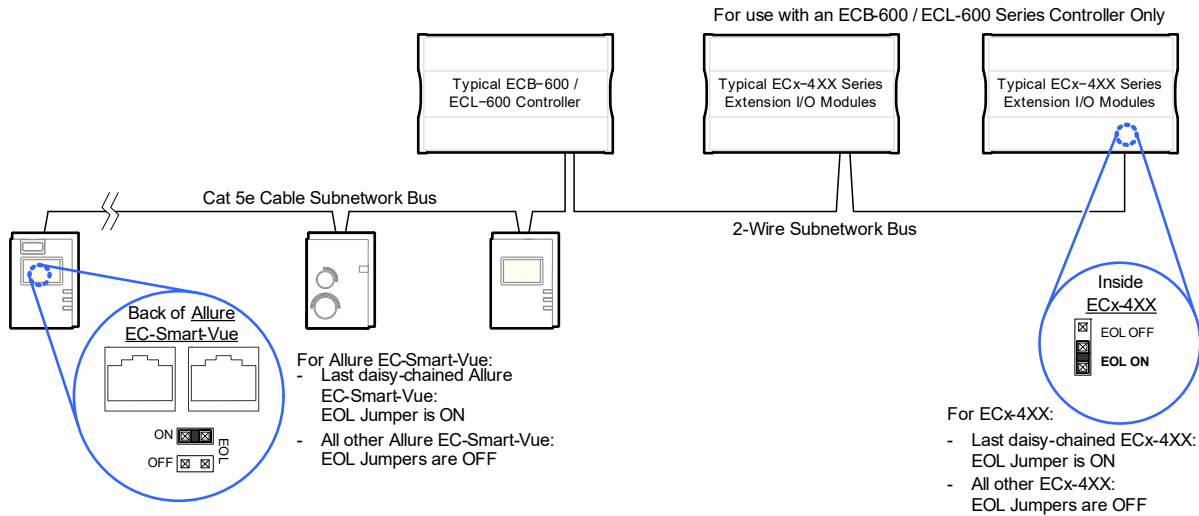 For use with an ECB-600 / ECL-600 Series Controller Only
Typical ECB-600 /
ECL-600 Controller
Typical ECx-4XX Series
Extension I/O Modules
Typical ECx-4XX Series
Extension I/O Modules
Cat 5e Cable Subnetwork Bus
2-Wire Subnetwork Bus
Back of Allure
EC-Smart-Vue
ON
OFF
EOL
For Allure EC-Smart-Vue:
- Last daisy-chained Allure
EC-Smart-Vue:
EOL Jumper is ON
- All other Allure EC-Smart-Vue:
EOL Jumpers are OFF
Inside
ECx-4XX
EOL OFF
EOL ON
For ECx-4XX:
- Last daisy-chained ECx-4XX:
EOL Jumper is ON
- All other ECx-4XX:
EOL Jumpers are OFF